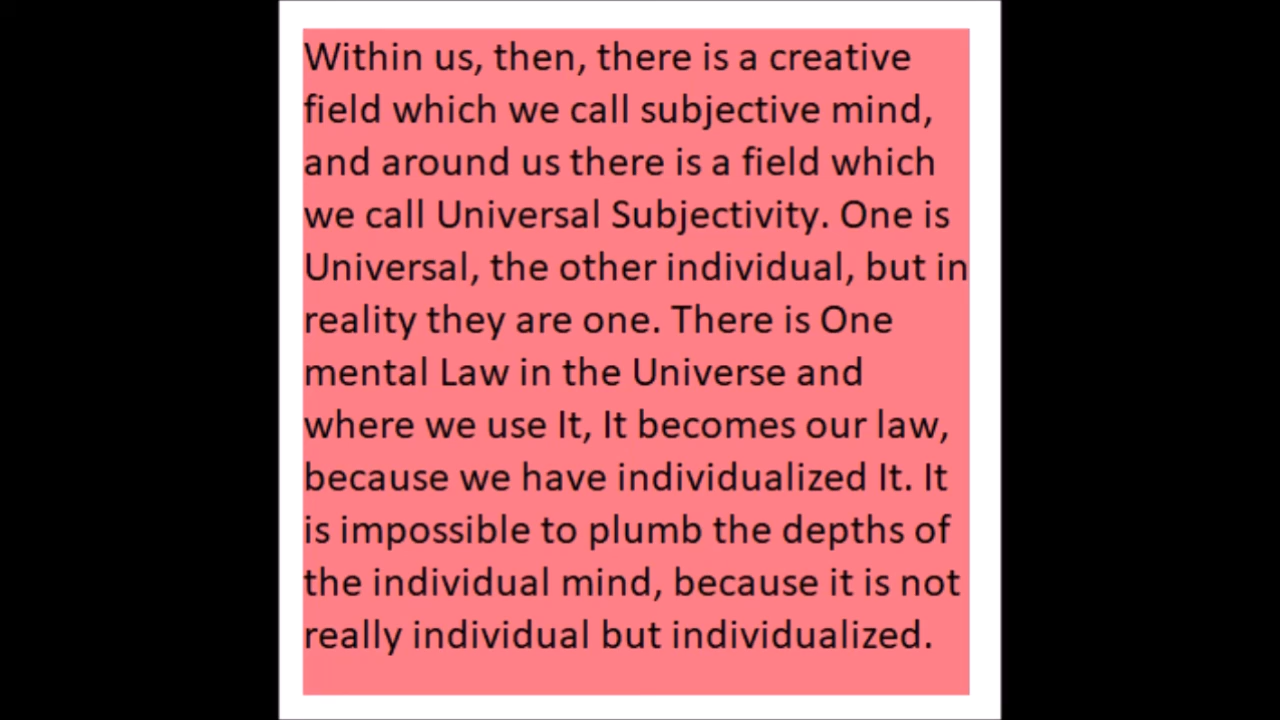 Within us, then, there is a creative
field which we call subjective mind,
and around us there is a field which
we call Universal Subjectivity. One is
Universal, the other individual, but in
reality they are one. There is One
mental Law in the Universe and
where we use It, It becomes our law,
because we have individualized It. It
is impossible to plumb the depths of
the individual mind, because it is not
really individual but individualized.